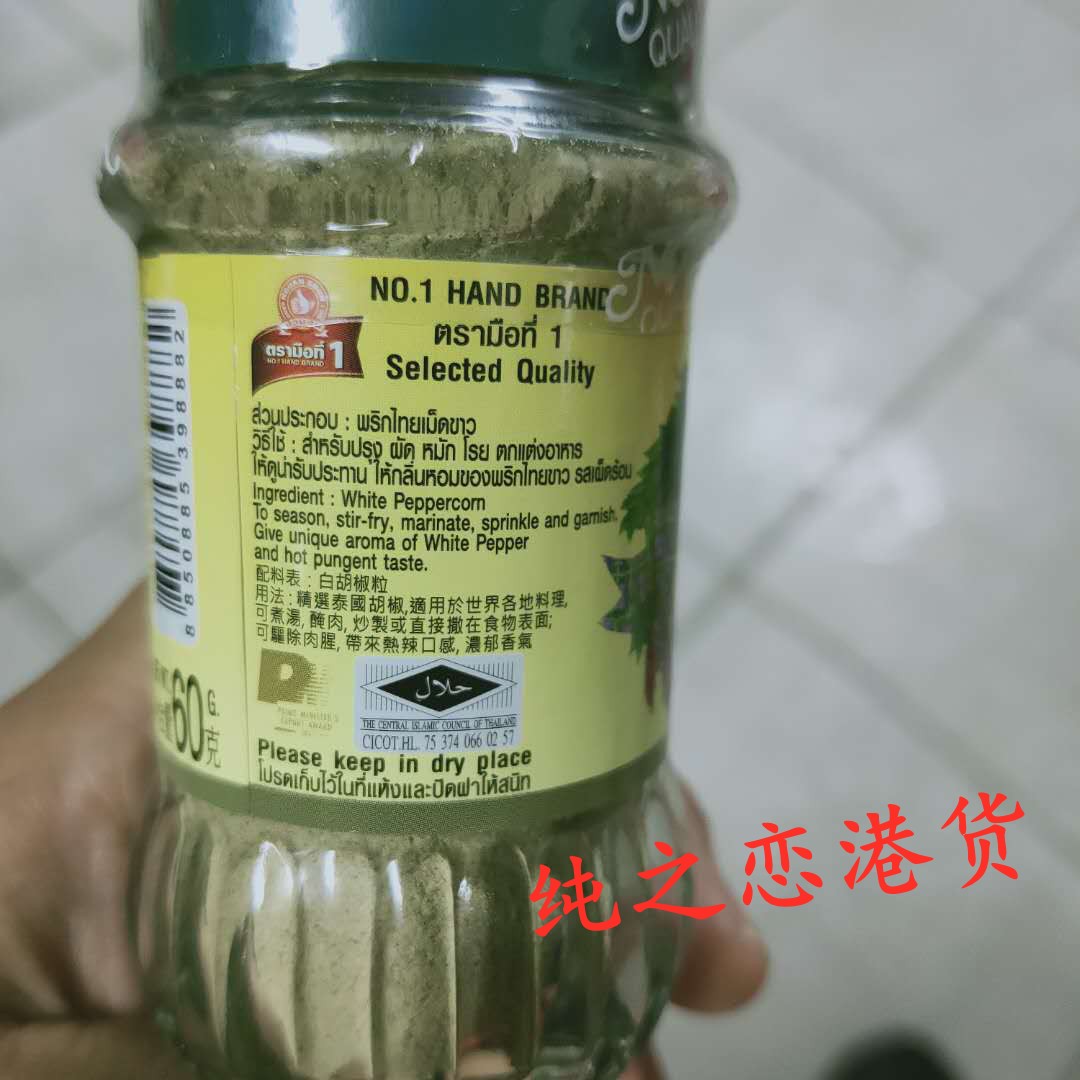 QUA
NO.1 HAND BRAND
ตรามือที่ 1
Selected Quality
ตรามือที่ 1
NO.1 HAND BRAND
ส่วนประกอบ : พริกไทยเม็ดขาว
วิธีใช้ : สำหรับปรุง ผัด หมัก โรย ตกแต่งอาหาร
ให้ดูน่ารับประทาน ให้กลิ่นหอมของพริกไทยขาว รสเผ็ดร้อน
Ingredient : White Peppercorn
To season, stir-fry, marinate, sprinkle and garnish.
Give unique aroma of White Pepper
and hot pungent taste.
配料表 : 白胡椒粒
用法 : 精選泰國胡椒,適用於世界各地料理,
可煮湯, 醃肉, 炒製或直接撒在食物表面;
可驅除肉腥, 帶來熱辣口感, 濃郁香氣
8 850885 398882
60 G.
克
PRIME MINISTER'S
EXPORT AWARD
حلال
THE CENTRAL ISLAMIC COUNCIL OF THAILAND
CICOT.HL. 75 374 066 02 57
Please keep in dry place
โปรดเก็บไว้ในที่แห้งและปิดฝาให้สนิท
纯之恋港货